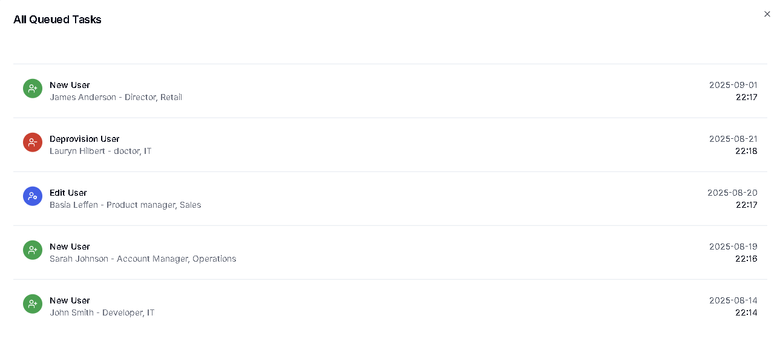 All Queued Tasks
New User
James Anderson - Director, Retail
2025-09-01
22:17
Deprovision User
Lauryn Hilbert - doctor, IT
2025-08-21
22:18
Edit User
Basia Leffen - Product manager, Sales
2025-08-20
22:17
New User
Sarah Johnson - Account Manager, Operations
2025-08-19
22:16
New User
John Smith - Developer, IT
2025-08-14
22:14